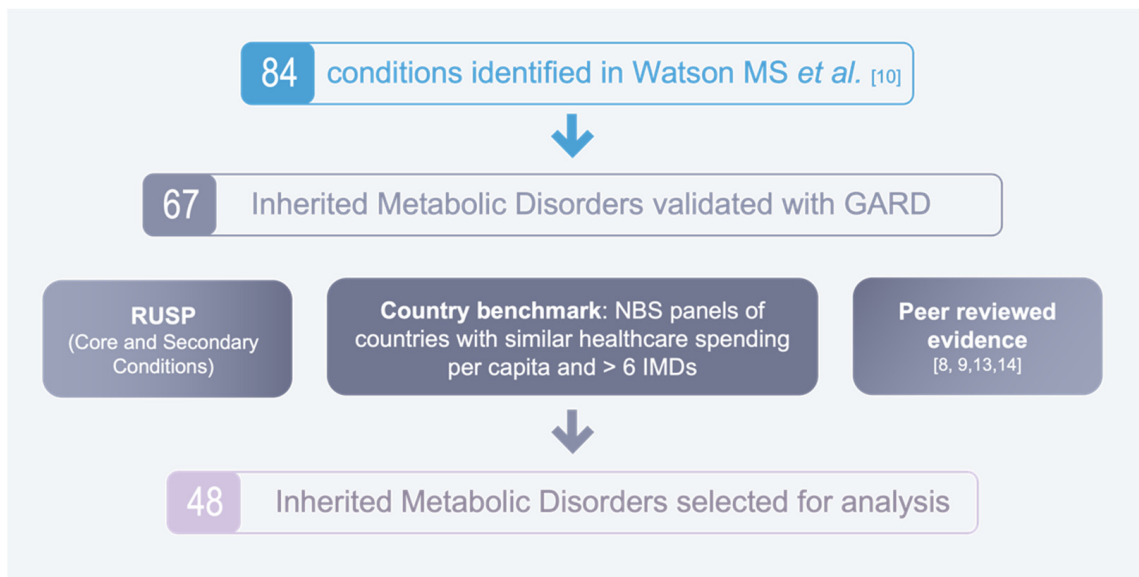 84 conditions identified in Watson MS et al. [10]
67 Inherited Metabolic Disorders validated with GARD
RUSP
(Core and Secondary
Conditions)
Country benchmark: NBS panels of
countries with similar healthcare spending
per capita and > 6 IMDs
Peer reviewed
evidence
[8, 9,13,14]
48 Inherited Metabolic Disorders selected for analysis